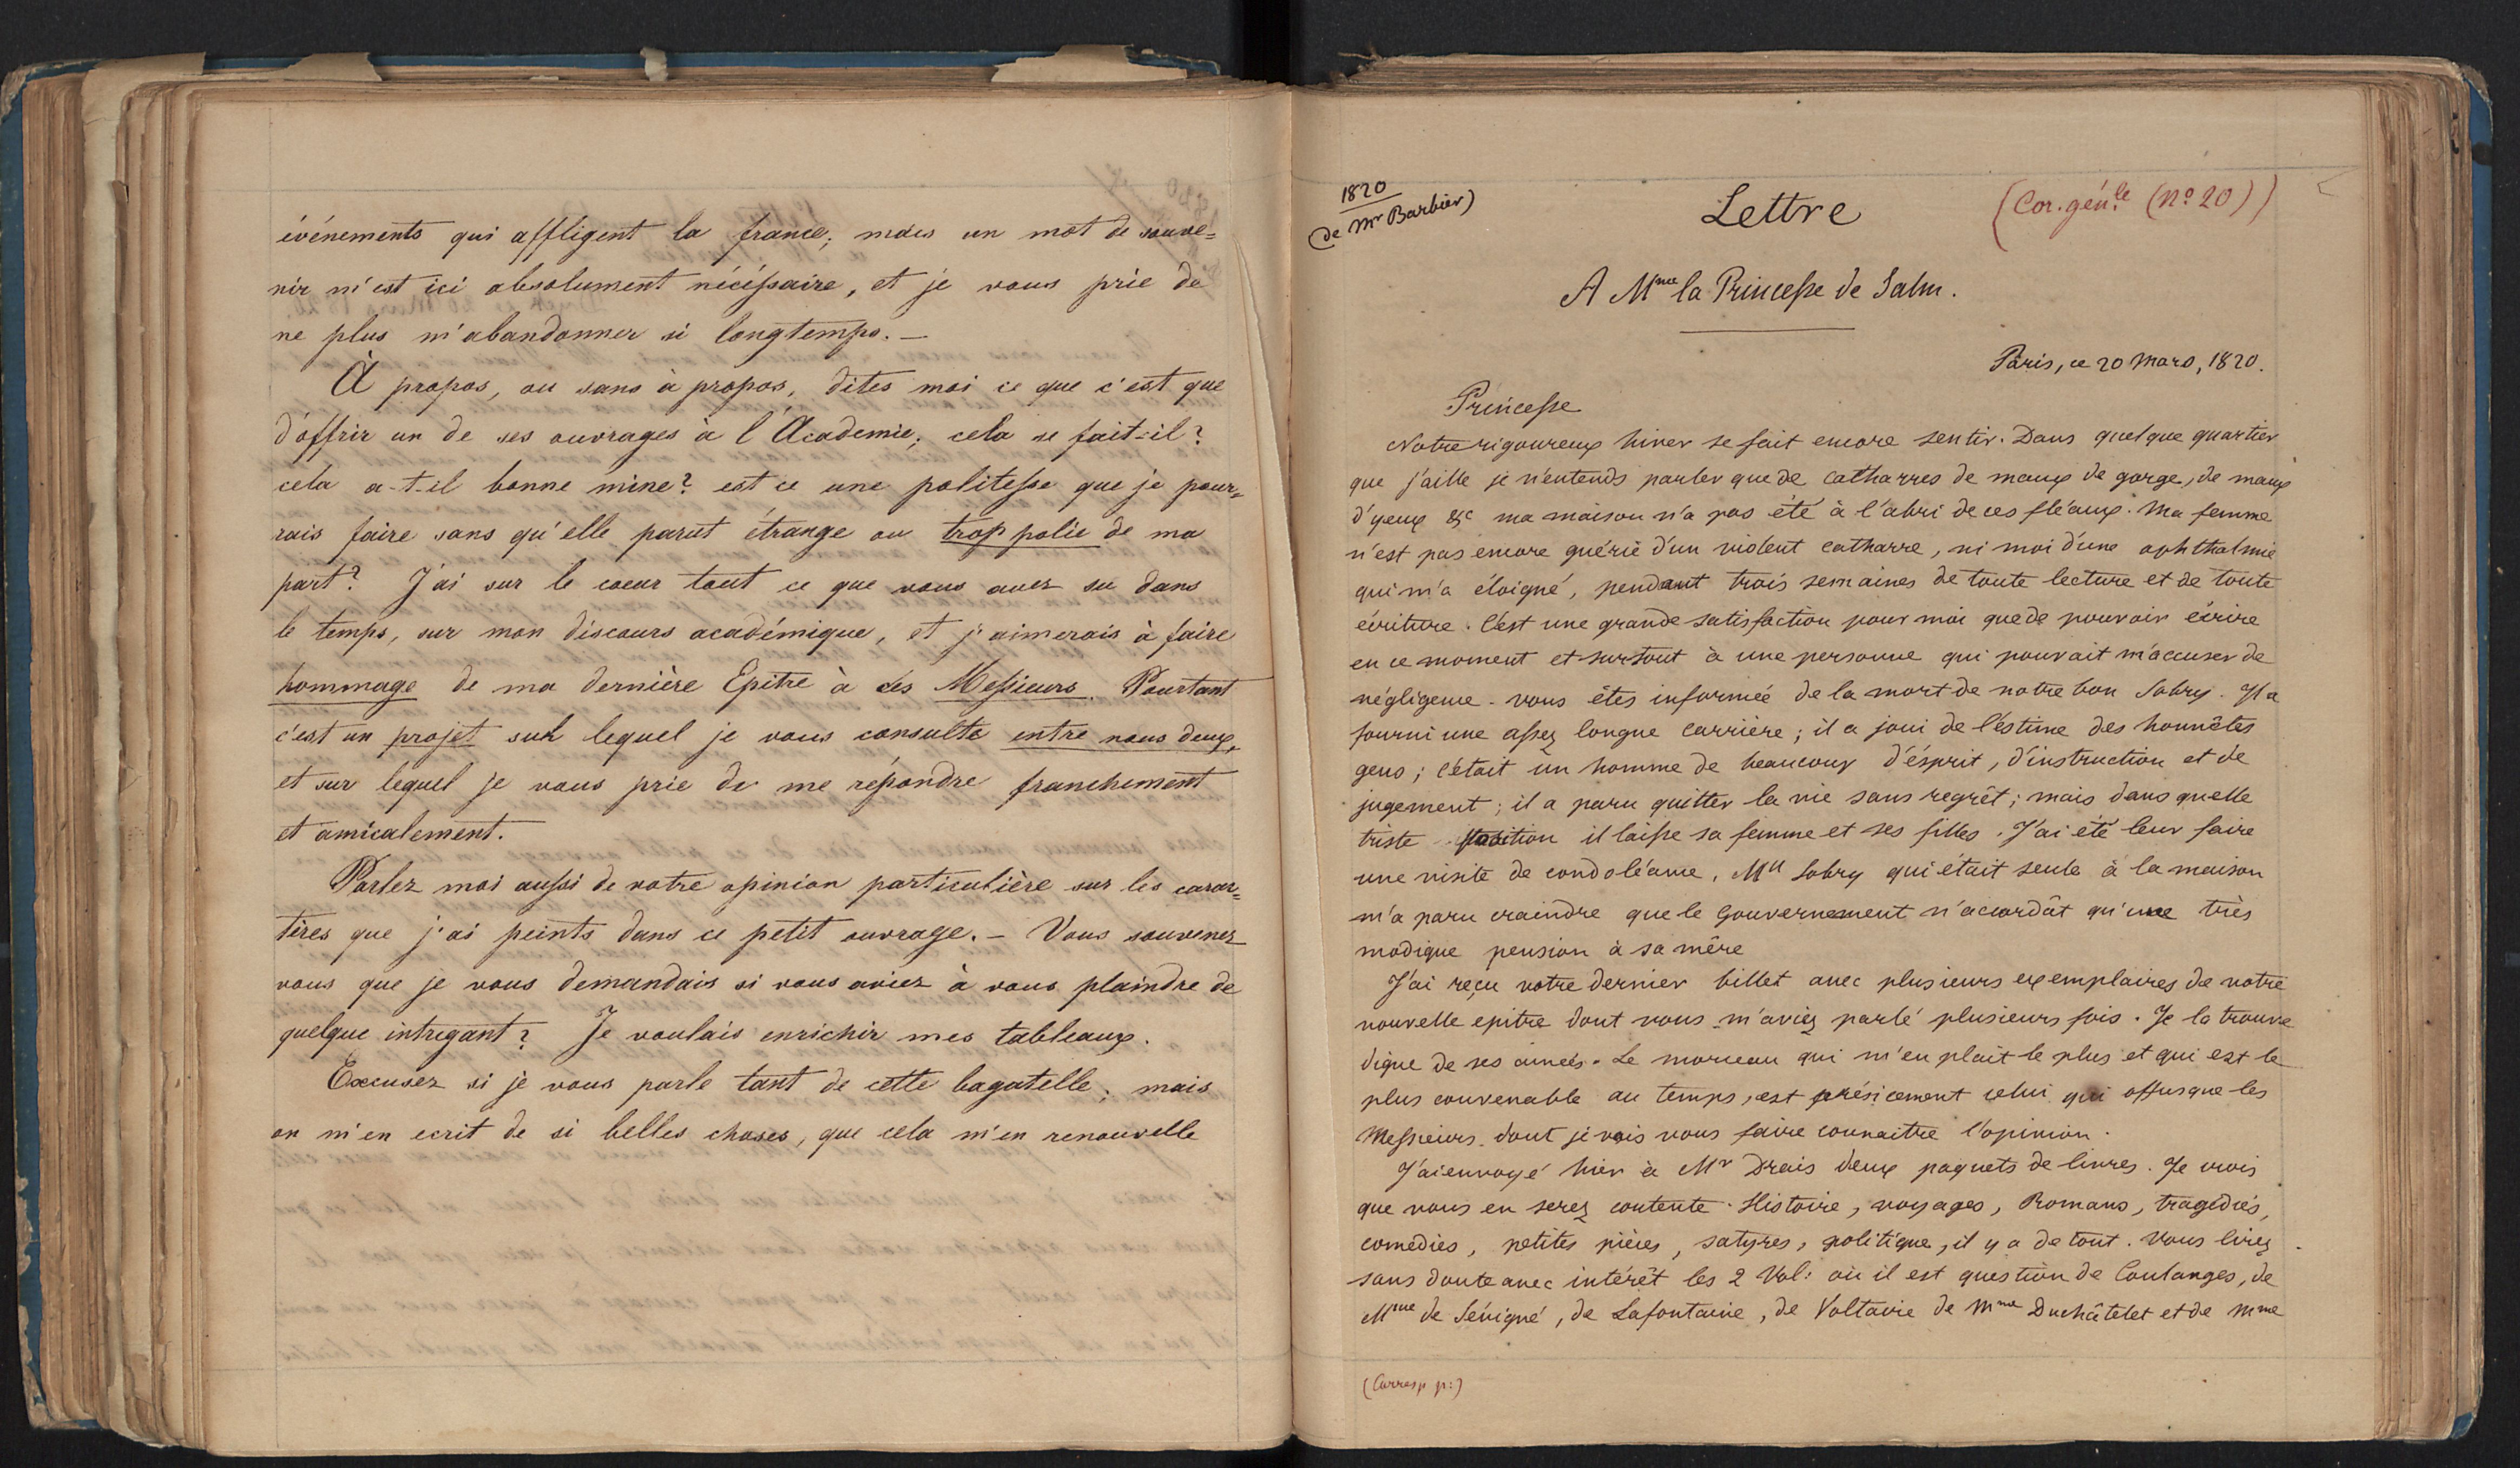 événements qui affligent la france; mais un mot de souve=
nir m'est ici absolument nécéssaire, et je vous prie de
ne plus m'abandonner si longtemps. —
À propos, ou sans à propos, dites moi ce que c'est que
d'offrir un de ses ouvrages à l'Academie; cela se fait-il?
cela a-t-il bonne mine? est ce une politesse que je pour=
rais faire sans qu'elle parut étrange ou trop polie de ma
part? J'ai sur le coeur tout ce que vous avez su dans
le temps, sur mon discours académique, et j'aimerais à faire
hommage de ma dernière Epitre à ces Messieurs. Pourtant
c'est un projet sur lequel je vous consulte entre nous deux,
et sur lequel je vous prie de me répondre franchement
et amicalement.
Parlez moi aussi de votre opinion particulière sur les carac=
tères que j'ai peints dans ce petit ouvrage. — Vous souvenez
vous que je vous demandais si vous aviez à vous plaindre de
quelque intrigant? Je voulais enrichir mes tableaux.
Excusez si je vous parle tant de cette bagatelle; mais
on m'en ecrit de si belles choses, que cela m'en renouvelle
1820
(de Mr Barbier)
Lettre
(Cor. génle (No 20))
A Mme la Princesse de Salm.
Paris, ce 20 mars, 1820.
Princesse
Notre rigoureux hiver se fait encore sentir. Dans quelque quartier
que j'aille je n'entends parler que de catharres de maux de gorge, de maux
d'yeux &c ma maison n'a pas été à l'abri de ces fléaux. Ma femme
n'est pas encore guérie d'un violent catharre, ni moi d'une ophthalmie
qui m'a éloigné, pendant trois semaines de toute lecture et de toute
écriture. C'est une grande satisfaction pour moi que de pouvoir écrire
en ce moment et surtout à une personne qui pouvait m'accuser de
négligence. vous êtes informée de la mort de notre bon Sobry. Il a
fourni une assez longue carrière; il a joui de l'estime des honnêtes
gens; c'était un homme de beaucoup d'ésprit, d'instruction et de
jugement; il a paru quitter la vie sans regrêt; mais dans quelle
triste position il laisse sa femme et ses filles. J'ai été leur faire
une visite de condoléance. Mlle Sobry qui était seule à la maison
m'a paru craindre que le Gouvernement n'accordât qu'une très
modique pension à sa mère
J'ai reçu votre dernier billet avec plusieurs exemplaires de votre
nouvelle epitre dont vous m'aviez parlé plusieurs fois. Je la trouve
digne de ses ainées. Le morceau qui m'en plait le plus et qui est le
plus convenable au temps, est présicement celui qui offusque les
Messieurs dont je vais vous faire connaitre l'opinion.
J'ai envoyé hier à Mr Drais deux paquets de livres. Je crois
que vous en serez contente. Histoire, voyages, Romans, tragédies,
comédies, petites pièces, satyres, politique, il y a de tout. Vous lirez
sans doute avec intérêt les 2 Vol: où il est question de Coulanges, de
Mme de Sévigné, de Lafontaine, de Voltaire de Mme Duchâtelet et de Mme
(Corresp p:)